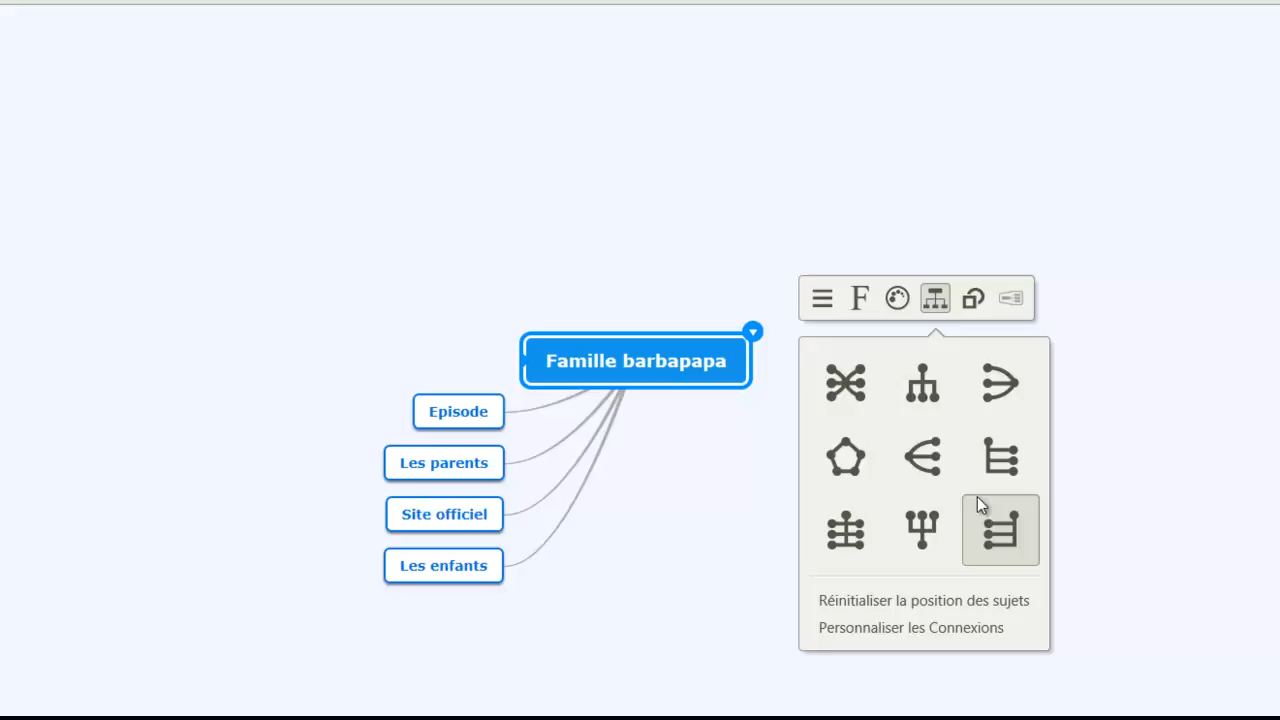 F
Famille barbapapa
Episode
Les parents
Site officiel
Les enfants
Réinitialiser la position des sujets
Personnaliser les Connexions